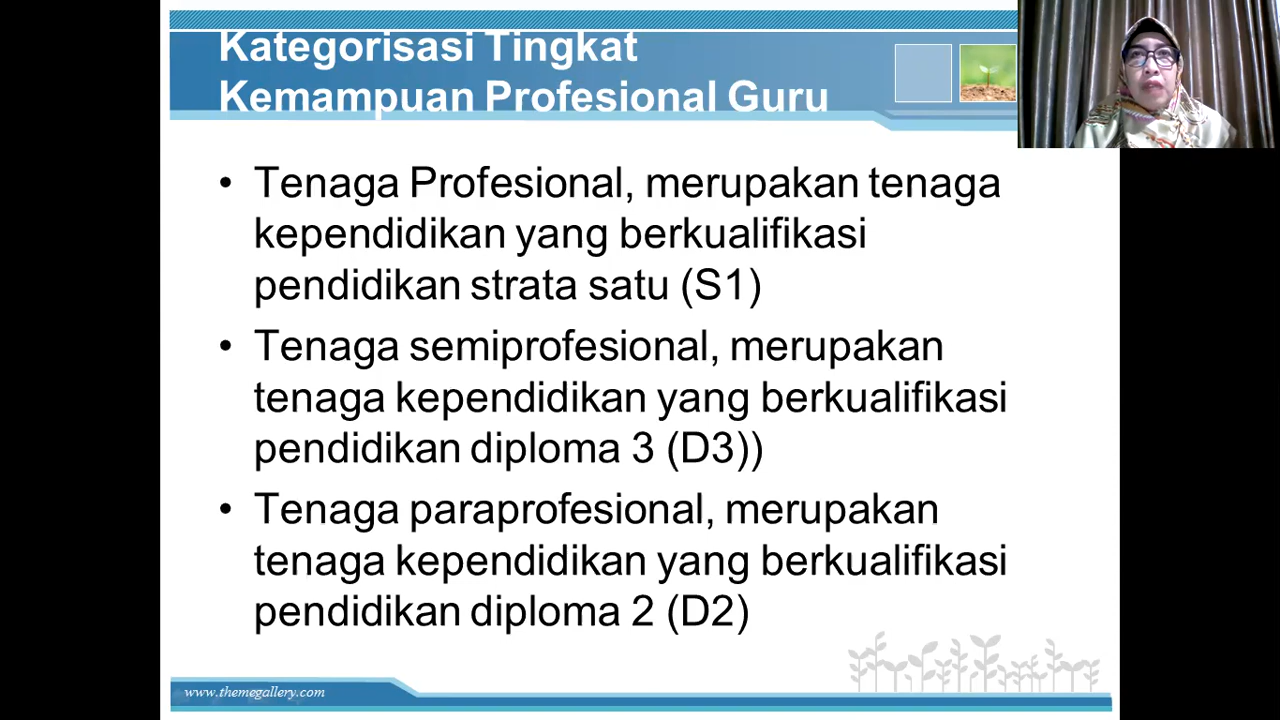 Kategorisasi Tingkat
Kemampuan Profesional Guru
• Tenaga Profesional, merupakan tenaga
kependidikan yang berkualifikasi
pendidikan strata satu (S1)
• Tenaga semiprofesional, merupakan
tenaga kependidikan yang berkualifikasi
pendidikan diploma 3 (D3))
• Tenaga paraprofesional, merupakan
tenaga kependidikan yang berkualifikasi
pendidikan diploma 2 (D2)
www.themegallery.com